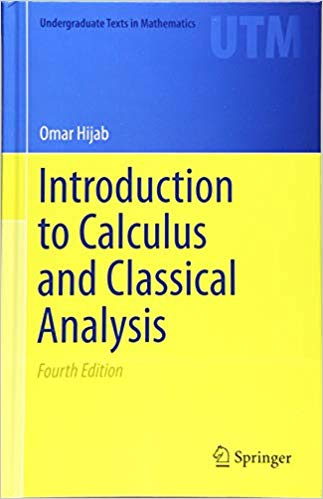 Undergraduate Texts in Mathematics
UTM
Omar Hijab
Introduction
to Calculus
and Classical
Analysis
Fourth Edition
Springer